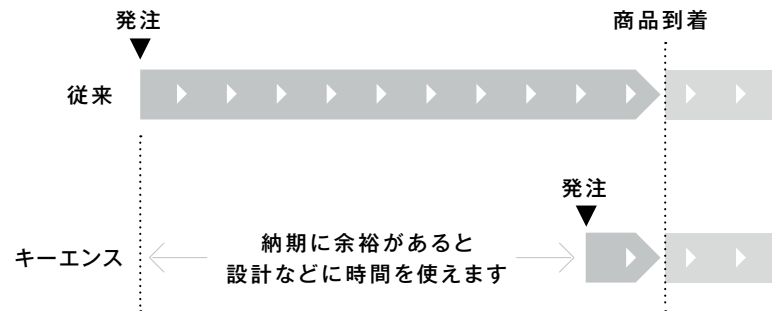 発注
商品到着
従来
発注
キーエンス
納期に余裕があると
設計などに時間を使えます